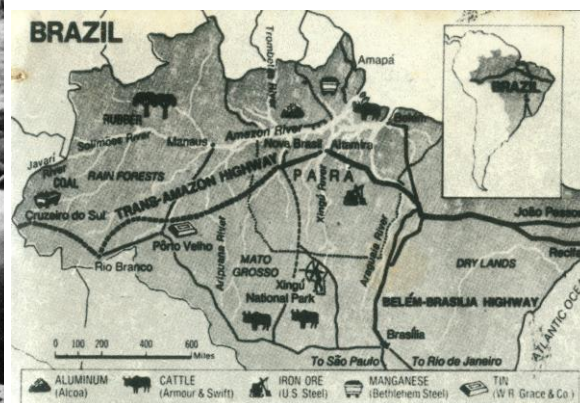 BRAZIL
Trombetas River
Amapá
RUBBER
Solimões River
Manaus
Amazon River
Belém
BRAZIL
Javari River
COAL
RAIN FORESTS
Nova Brasil
Altamira
TRANS-AMAZON HIGHWAY
PARÁ
Cruzeiro do Sul
Xingú River
João Pessoa
Pôrto Velho
Rio Branco
Aripuana River
MATO GROSSO
Araguaia River
DRY LANDS
Recife
Xingú
National Park
BELÉM-BRASILIA HIGHWAY
Brasília
ATLANTIC OCEAN
0 200 400 600
Miles
To São Paulo
To Rio de Janeiro
ALUMINUM
(Alcoa)
CATTLE
(Armour & Swift)
IRON ORE
(U.S. Steel)
MANGANESE
(Bethlehem Steel)
TIN
(W.R. Grace & Co.)